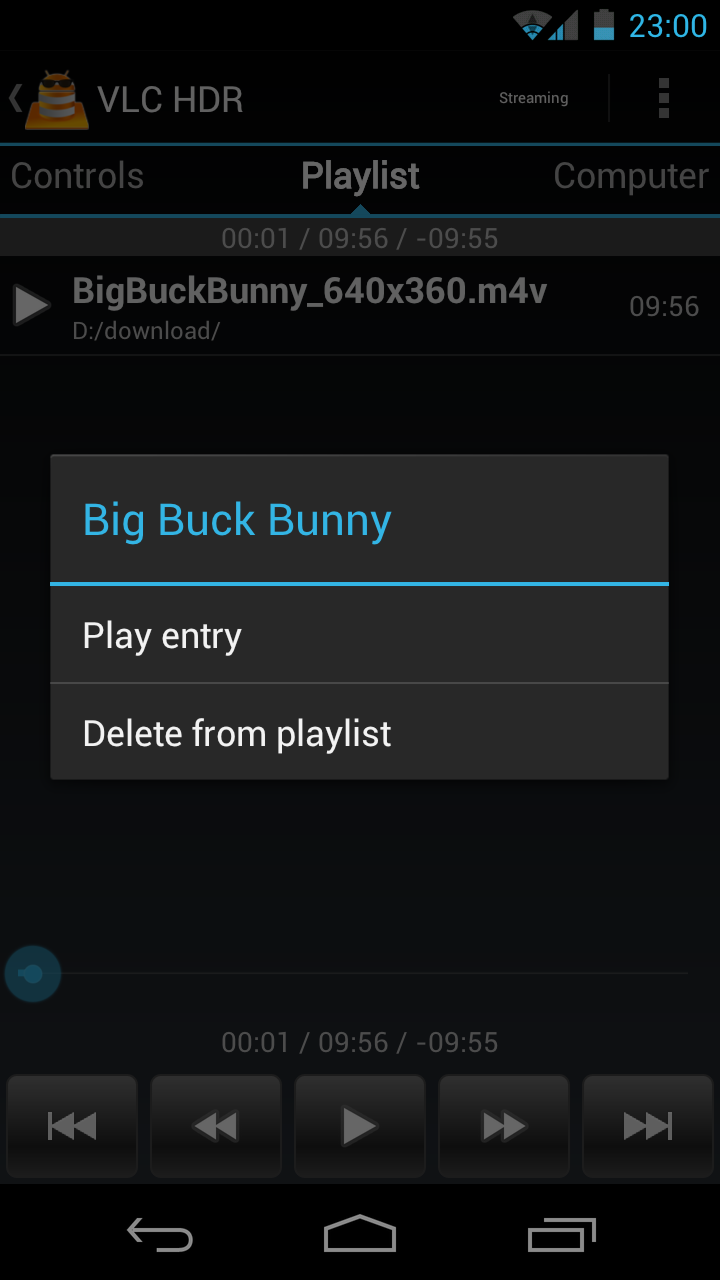 23:00
VLC HDR
Streaming
Controls Playlist Computer
00:01 / 09:56 / -09:55
BigBuckBunny_640x360.m4v
09:56
D:/download/
Big Buck Bunny
Play entry
Delete from playlist
00:01 / 09:56 / -09:55